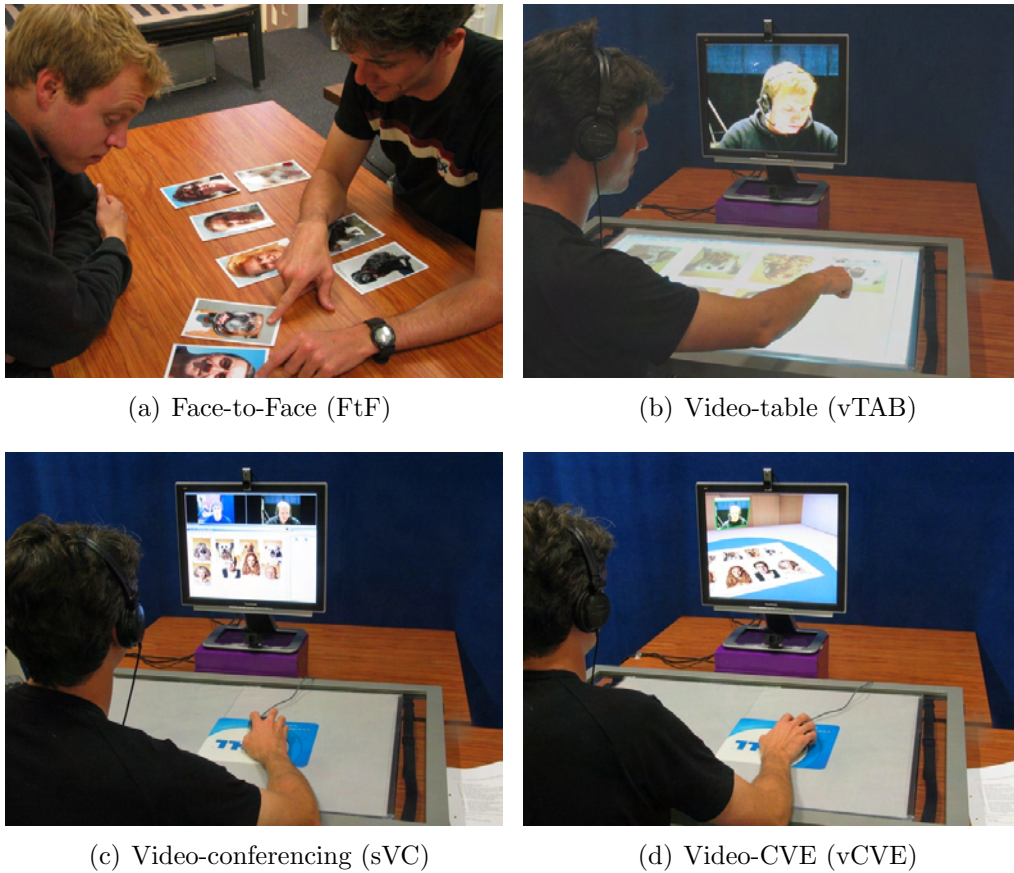 (a) Face-to-Face (FtF)
(b) Video-table (vTAB)
(c) Video-conferencing (sVC)
(d) Video-CVE (vCVE)